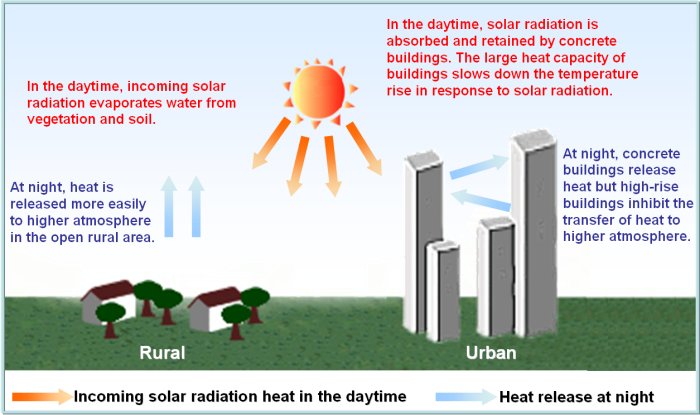 In the daytime, solar radiation is
absorbed and retained by concrete
buildings. The large heat capacity of
buildings slows down the temperature
rise in response to solar radiation.
In the daytime, incoming solar
radiation evaporates water from
vegetation and soil.
At night, heat is
released more easily
to higher atmosphere
in the open rural area.
At night, concrete
buildings release
heat but high-rise
buildings inhibit the
transfer of heat to
higher atmosphere.
Rural
Urban
Incoming solar radiation heat in the daytime
Heat release at night